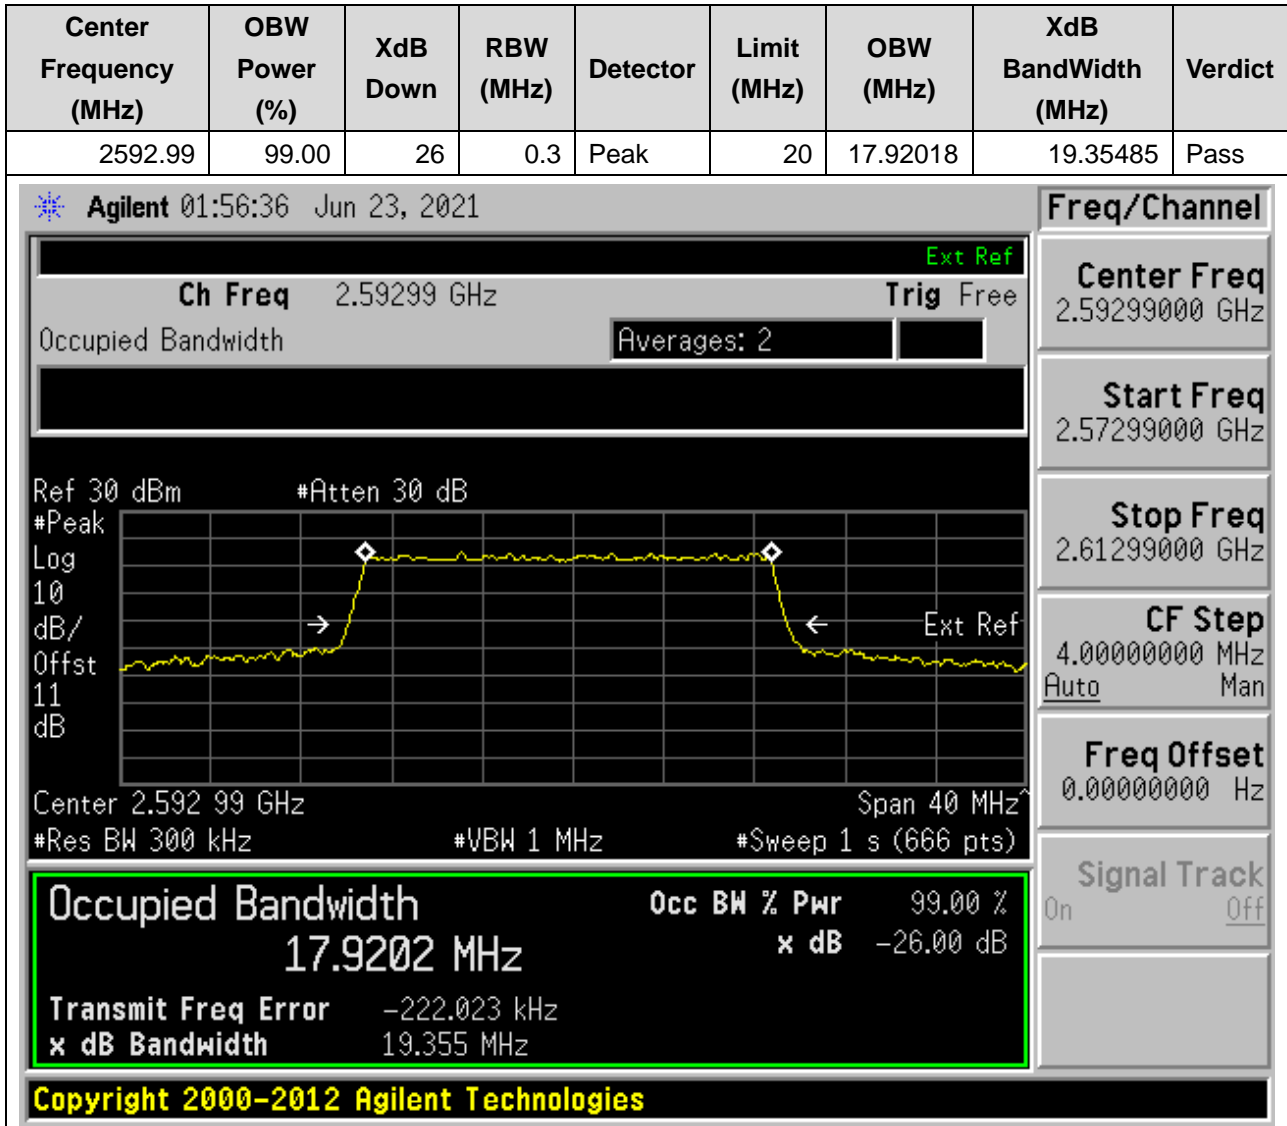 Center Frequency (MHz) OBW Power (%) XdB Down RBW (MHz) Detector Limit (MHz) OBW (MHz) XdB BandWidth (MHz) Verdict
2592.99 99.00 26 0.3 Peak 20 17.92018 19.35485 Pass
Agilent 01:56:36 Jun 23, 2021
Ext Ref
Ch Freq 2.59299 GHz Trig Free
Occupied Bandwidth Averages: 2
Ref 30 dBm #Atten 30 dB
#Peak
Log
10
dB/
Offst
11
dB
Ext Ref
Center 2.592 99 GHz Span 40 MHz^
#Res BW 300 kHz #VBW 1 MHz #Sweep 1 s (666 pts)
Occupied Bandwidth
17.9202 MHz
Occ BW % Pwr 99.00 %
x dB -26.00 dB
Transmit Freq Error -222.023 kHz
x dB Bandwidth 19.355 MHz
Copyright 2000-2012 Agilent Technologies
Freq/Channel
Center Freq
2.59299000 GHz
Start Freq
2.57299000 GHz
Stop Freq
2.61299000 GHz
CF Step
4.00000000 MHz
Auto Man
Freq Offset
0.00000000 Hz
Signal Track
On Off